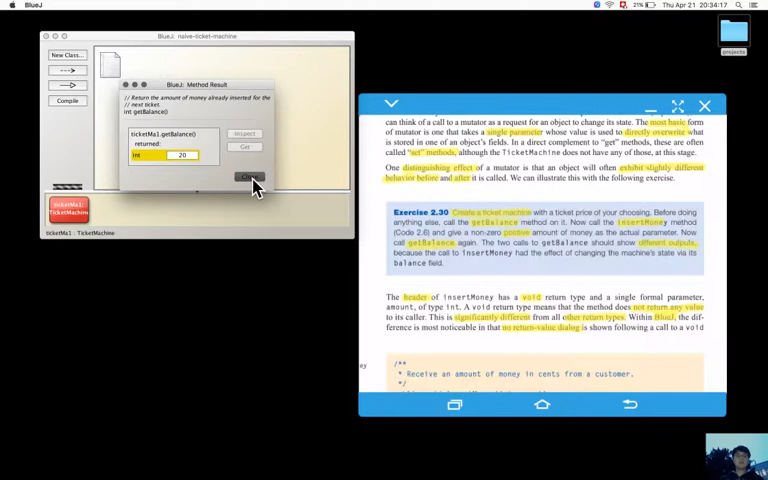 BlueJ
21%
Thu Apr 21 20:34:17
BlueJ: naive-ticket-machine
New Class...
Compile
BlueJ: Method Result
// Return the amount of money already inserted for the
// next ticket.
int getBalance()
ticketMa1.getBalance()
returned:
int
20
Inspect
Get
Close
ticketMa1:
TicketMachine
ticketMa1 : TicketMachine
projects
can think of a call to a mutator as a request for an object to change its state. The most basic form
of mutator is one that takes a single parameter whose value is used to directly overwrite what
is stored in one of an object's fields. In a direct complement to "get" methods, these are often
called "set" methods, although the TicketMachine does not have any of those, at this stage.
One distinguishing effect of a mutator is that an object will often exhibit slightly different
behavior before and after it is called. We can illustrate this with the following exercise.
Exercise 2.30 Create a ticket machine with a ticket price of your choosing. Before doing
anything else, call the getBalance method on it. Now call the insertMoney method
(Code 2.6) and give a non-zero positive amount of money as the actual parameter. Now
call getBalance again. The two calls to getBalance should show different outputs,
because the call to insertMoney had the effect of changing the machine's state via its
balance field.
The header of insertMoney has a void return type and a single formal parameter,
amount, of type int. A void return type means that the method does not return any value
to its caller. This is significantly different from all other return types. Within BlueJ, the dif-
ference is most noticeable in that no return-value dialog is shown following a call to a void
ey
/**
* Receive an amount of money in cents from a customer.
*/